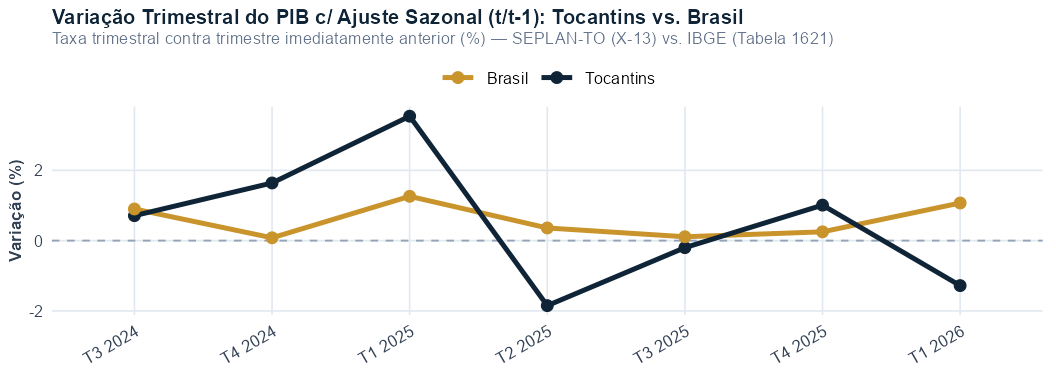 Variação Trimestral do PIB c/ Ajuste Sazonal (t/t-1): Tocantins vs. Brasil
Taxa trimestral contra trimestre imediatamente anterior (%) — SEPLAN-TO (X-13) vs. IBGE (Tabela 1621)
Brasil
Tocantins
Variação (%)
2
0
-2
T3 2024
T4 2024
T1 2025
T2 2025
T3 2025
T4 2025
T1 2026